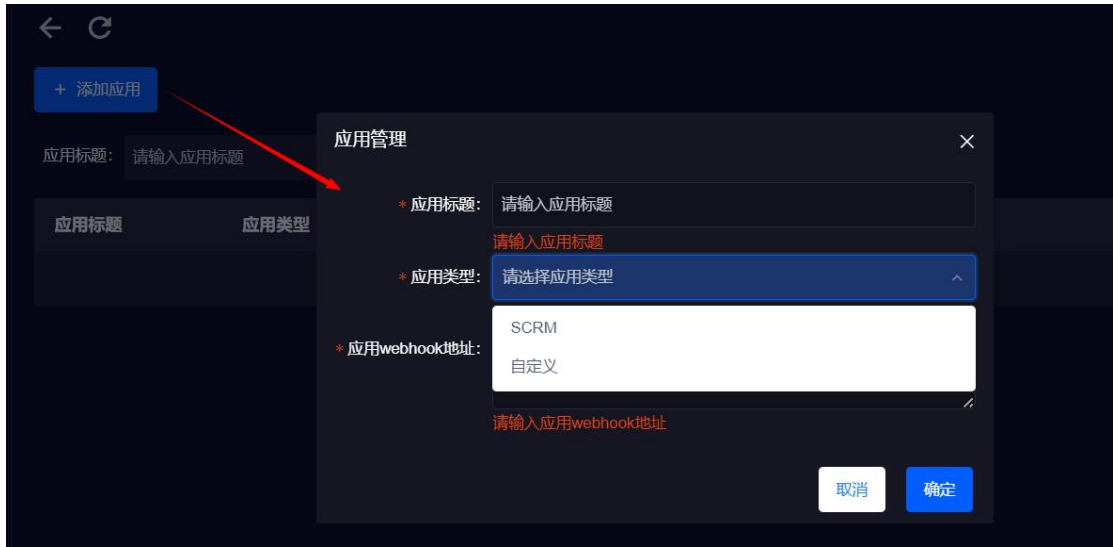 + 添加应用
应用标题: 请输入应用标题
应用标题 应用类型
应用管理
* 应用标题: 请输入应用标题
请输入应用标题
* 应用类型: 请选择应用类型
SCRM
自定义
* 应用webhook地址:
请输入应用webhook地址
取消 确定